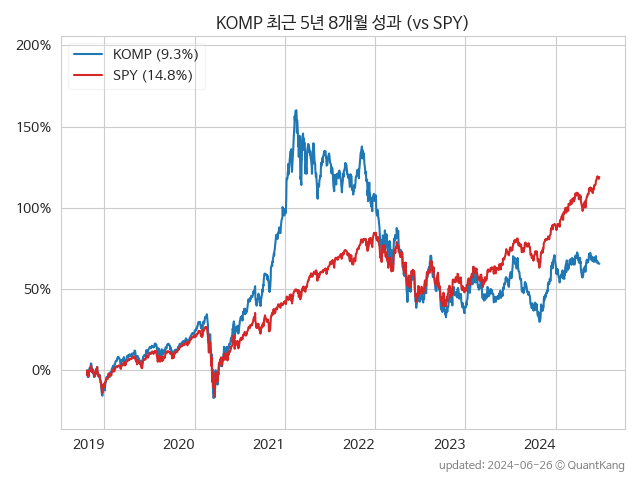 KOMP 최근 5년 8개월 성과 (vs SPY)
200%
KOMP (9.3%)
SPY (14.8%)
150%
100%
50%
0%
2019 2020 2021 2022 2023 2024
updated: 2024-06-26 © QuantKang